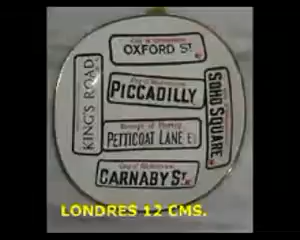 OXFORD ST.
KING'S ROAD
PICCADILLY
SOHO SQUARE
PETTICOAT LANE E1
CARNABY ST.
LONDRES 12 CMS.